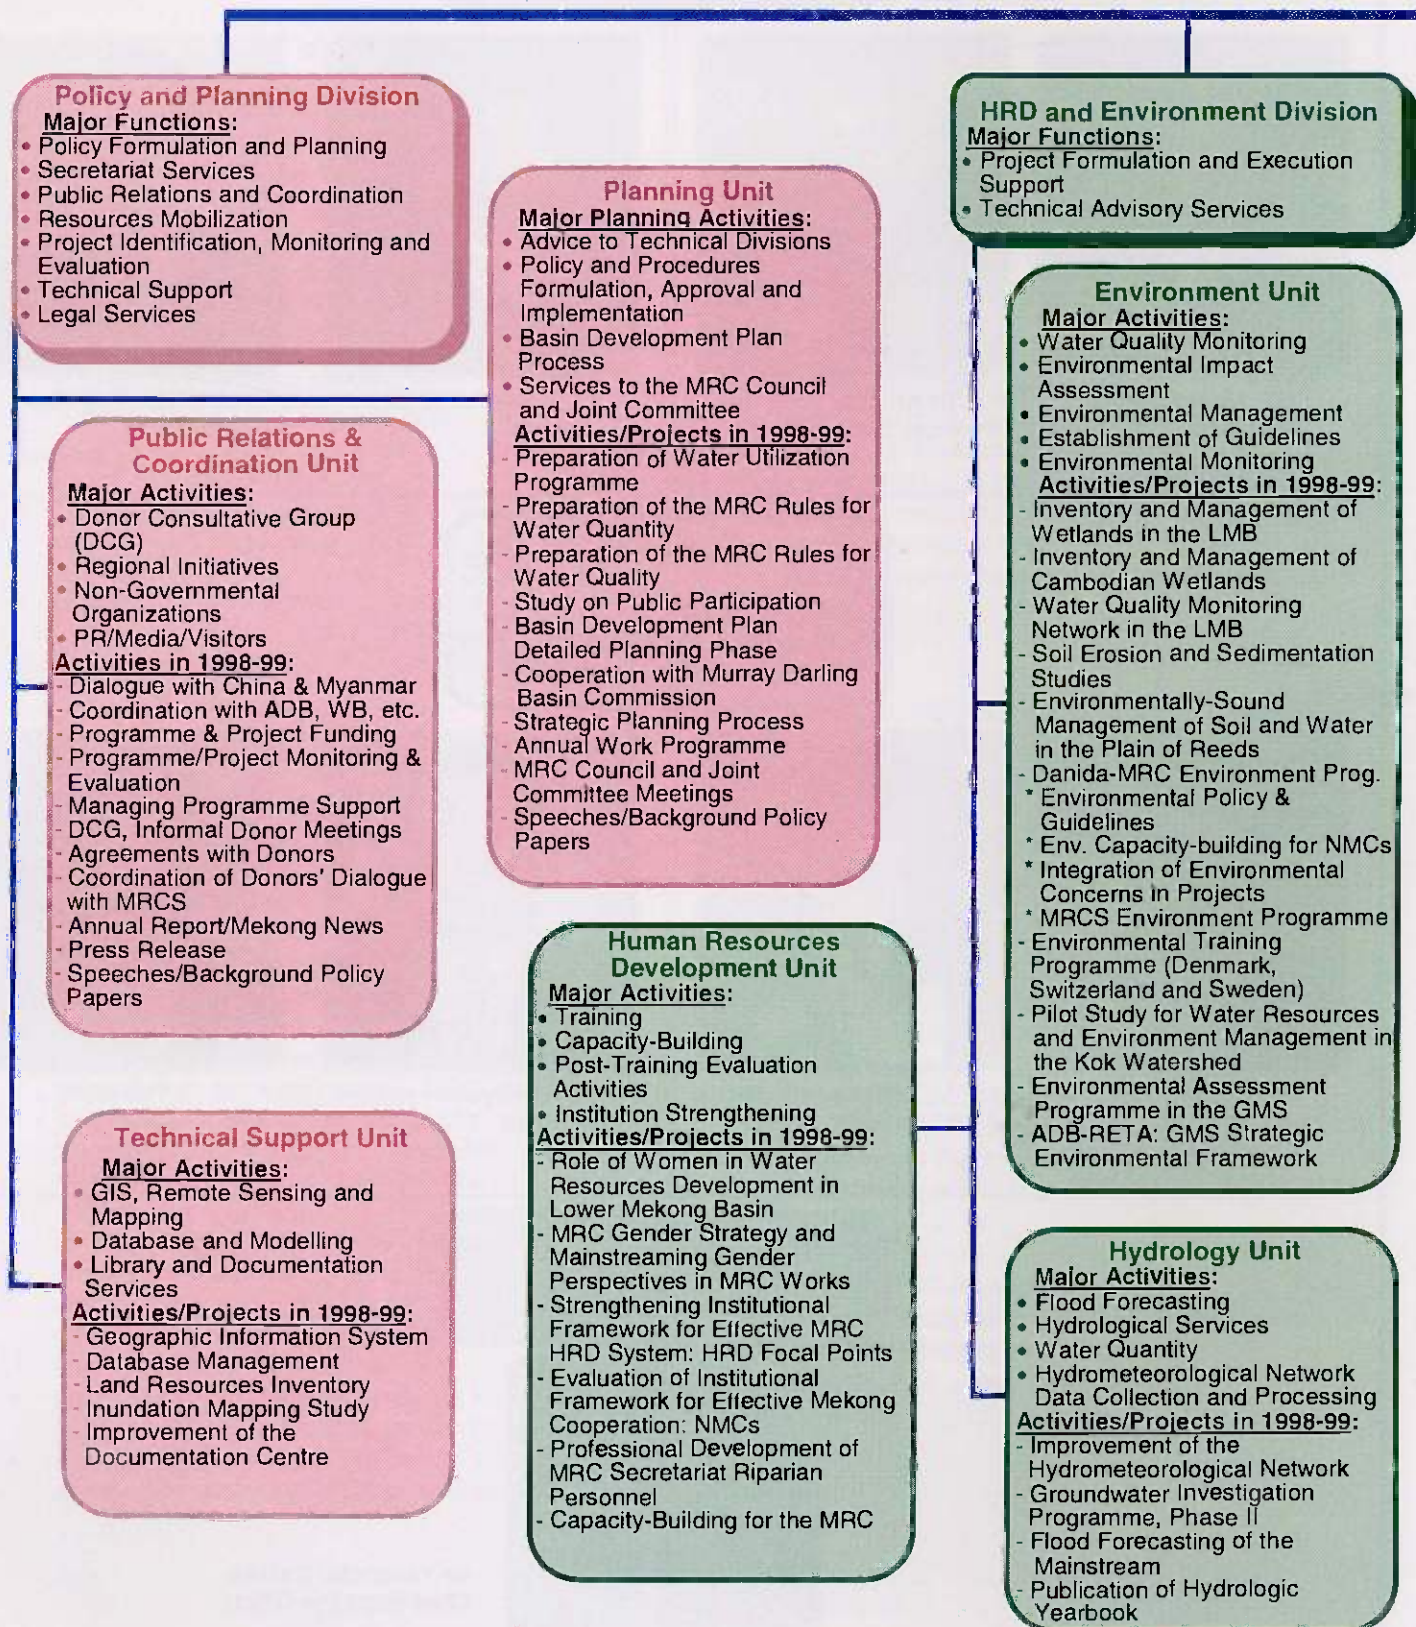 Policy and Planning Division
Major Functions:
• Policy Formulation and Planning
• Secretariat Services
• Public Relations and Coordination
• Resources Mobilization
• Project Identification, Monitoring and
Evaluation
• Technical Support
• Legal Services
Public Relations &
Coordination Unit
Major Activities:
• Donor Consultative Group
(DCG)
• Regional Initiatives
• Non-Governmental
Organizations
• PR/Media/Visitors
Activities in 1998-99:
- Dialogue with China & Myanmar
- Coordination with ADB, WB, etc.
- Programme & Project Funding
- Programme/Project Monitoring &
Evaluation
- Managing Programme Support
- DCG, Informal Donor Meetings
- Agreements with Donors
- Coordination of Donors' Dialogue
with MRCS
- Annual Report/Mekong News
- Press Release
- Speeches/Background Policy
Papers
Technical Support Unit
Major Activities:
• GIS, Remote Sensing and
Mapping
• Database and Modelling
• Library and Documentation
Services
Activities/Projects in 1998-99:
- Geographic Information System
- Database Management
- Land Resources Inventory
- Inundation Mapping Study
- Improvement of the
Documentation Centre
Planning Unit
Major Planning Activities:
• Advice to Technical Divisions
• Policy and Procedures
Formulation, Approval and
Implementation
• Basin Development Plan
Process
• Services to the MRC Council
and Joint Committee
Activities/Projects in 1998-99:
- Preparation of Water Utilization
Programme
- Preparation of the MRC Rules for
Water Quantity
- Preparation of the MRC Rules for
Water Quality
- Study on Public Participation
- Basin Development Plan
Detailed Planning Phase
- Cooperation with Murray Darling
Basin Commission
- Strategic Planning Process
- Annual Work Programme
- MRC Council and Joint
Committee Meetings
- Speeches/Background Policy
Papers
Human Resources
Development Unit
Major Activities:
• Training
• Capacity-Building
• Post-Training Evaluation
Activities
• Institution Strengthening
Activities/Projects in 1998-99:
- Role of Women in Water
Resources Development in
Lower Mekong Basin
- MRC Gender Strategy and
Mainstreaming Gender
Perspectives in MRC Works
- Strengthening Institutional
Framework for Effective MRC
HRD System: HRD Focal Points
- Evaluation of Institutional
Framework for Effective Mekong
Cooperation: NMCs
- Professional Development of
MRC Secretariat Riparian
Personnel
- Capacity-Building for the MRC
HRD and Environment Division
Major Functions:
• Project Formulation and Execution
Support
• Technical Advisory Services
Environment Unit
Major Activities:
• Water Quality Monitoring
• Environmental Impact
Assessment
• Environmental Management
• Establishment of Guidelines
• Environmental Monitoring
Activities/Projects in 1998-99:
- Inventory and Management of
Wetlands in the LMB
- Inventory and Management of
Cambodian Wetlands
- Water Quality Monitoring
Network in the LMB
- Soil Erosion and Sedimentation
Studies
- Environmentally-Sound
Management of Soil and Water
in the Plain of Reeds
- Danida-MRC Environment Prog.
* Environmental Policy &
Guidelines
* Env. Capacity-building for NMCs
* Integration of Environmental
Concerns in Projects
* MRCS Environment Programme
- Environmental Training
Programme (Denmark,
Switzerland and Sweden)
- Pilot Study for Water Resources
and Environment Management in
the Kok Watershed
- Environmental Assessment
Programme in the GMS
- ADB-RETA: GMS Strategic
Environmental Framework
Hydrology Unit
Major Activities:
• Flood Forecasting
• Hydrological Services
• Water Quantity
• Hydrometeorological Network
Data Collection and Processing
Activities/Projects in 1998-99:
- Improvement of the
Hydrometeorological Network
- Groundwater Investigation
Programme, Phase II
- Flood Forecasting of the
Mainstream
- Publication of Hydrologic
Yearbook